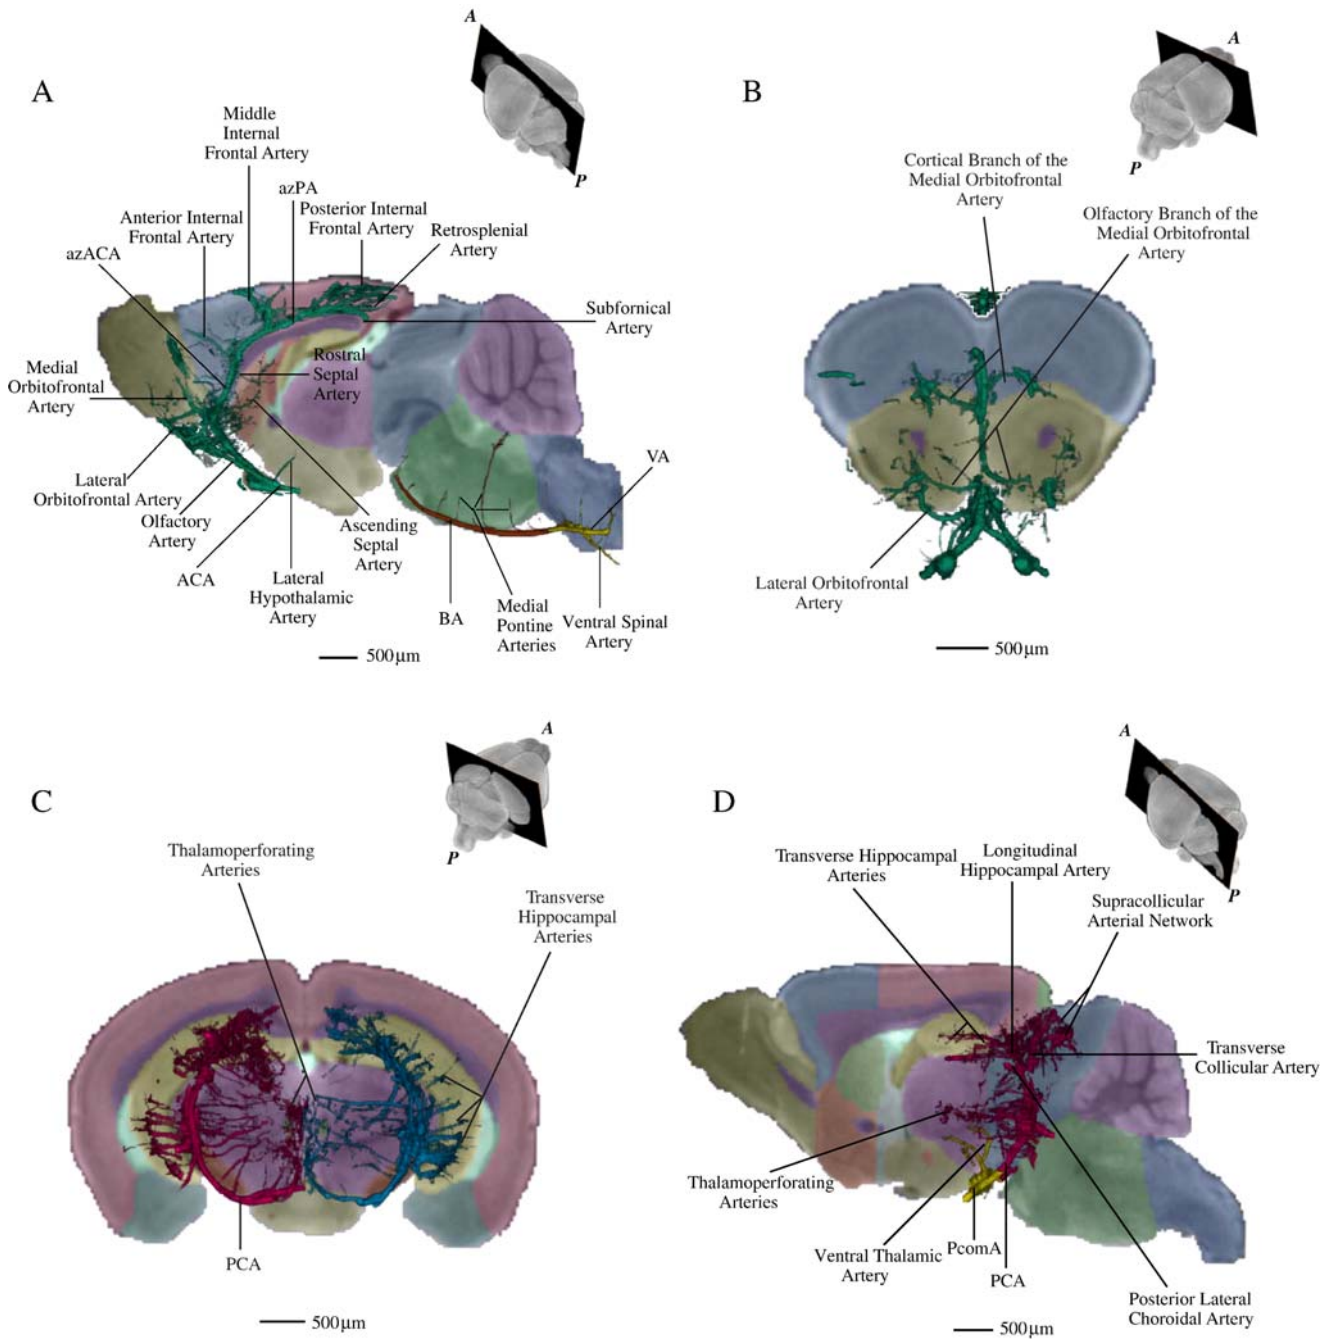 A
A
P
Middle
Internal
Frontal Artery
azPA
Anterior Internal
Frontal Artery
Posterior Internal
Frontal Artery
Retrosplenial
Artery
azACA
Subfornical
Artery
Medial
Orbitofrontal
Artery
Rostral
Septal
Artery
Lateral
Orbitofrontal Artery
Olfactory
Artery
ACA
Lateral
Hypothalamic
Artery
Ascending
Septal
Artery
BA
Medial
Pontine
Arteries
VA
Ventral Spinal
Artery
500µm
B
A
P
Cortical Branch of the
Medial Orbitofrontal
Artery
Olfactory Branch of the
Medial Orbitofrontal
Artery
Lateral Orbitofrontal
Artery
500µm
C
A
P
Thalamoperforating
Arteries
Transverse
Hippocampal
Arteries
PCA
500µm
D
A
P
Transverse Hippocampal
Arteries
Longitudinal
Hippocampal Artery
Supracollicular
Arterial Network
Transverse
Collicular Artery
Thalamoperforating
Arteries
Ventral Thalamic
Artery
PcomA
PCA
Posterior Lateral
Choroidal Artery
500µm